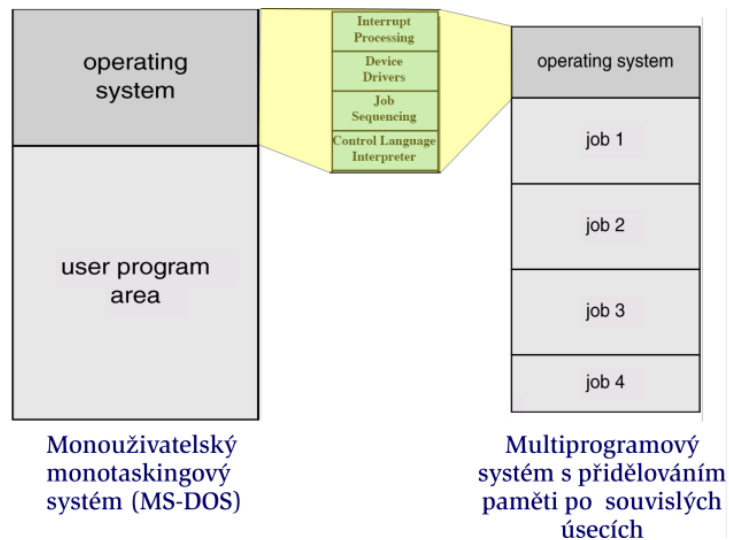 operating
system
user program
area
Interrupt
Processing
Device
Drivers
Job
Sequencing
Control Language
Interpreter
operating system
job 1
job 2
job 3
job 4
Monouživatelský
monotaskingový
systém (MS-DOS)
Multiprogramový
systém s přidělováním
paměti po souvislých
úsecích